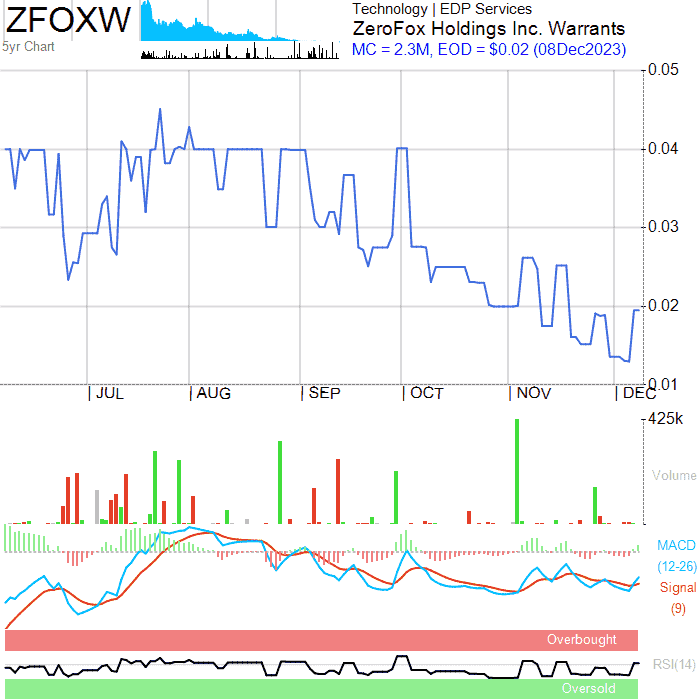 ZFOXW
5yr Chart
Technology | EDP Services
ZeroFox Holdings Inc. Warrants
MC = 2.3M, EOD = $0.02 (08Dec2023)
0.05
0.04
0.03
0.02
0.01
JUL AUG SEP OCT NOV DEC
425k
Volume
MACD
(12-26)
Signal
(9)
Overbought
RSI(14)
Oversold